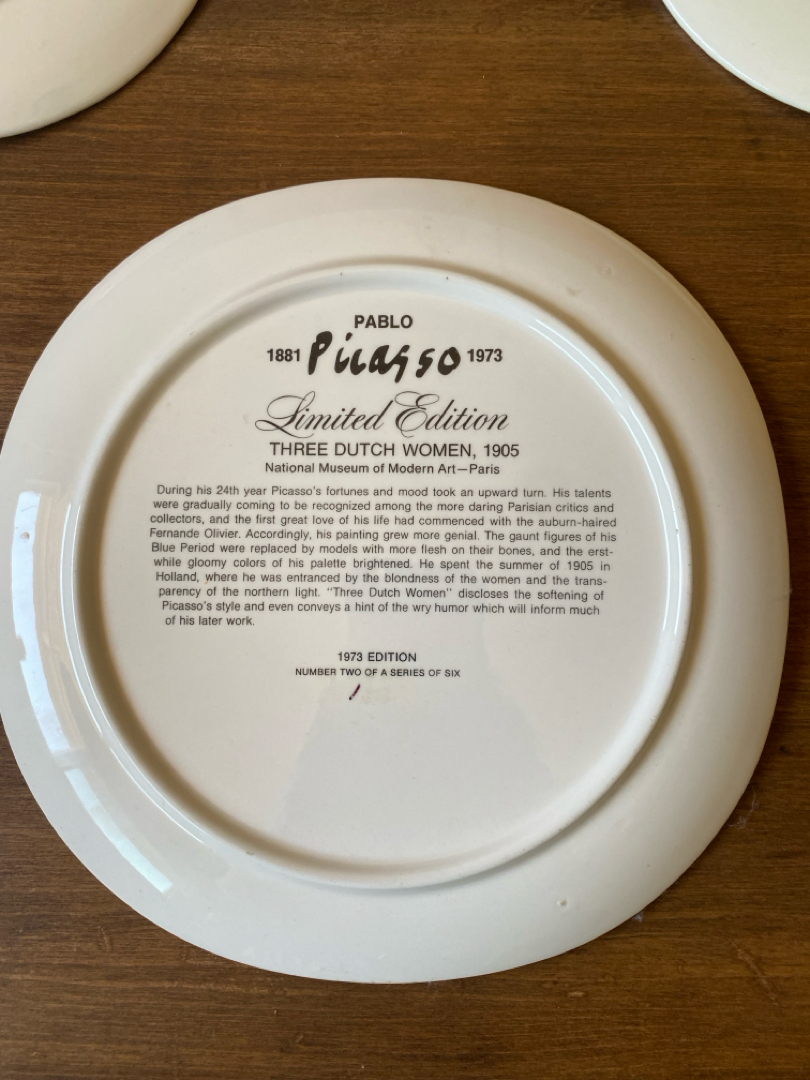 PABLO
1881 Picasso 1973
Limited Edition
THREE DUTCH WOMEN, 1905
National Museum of Modern Art—Paris
During his 24th year Picasso's fortunes and mood took an upward turn. His talents
were gradually coming to be recognized among the more daring Parisian critics and
collectors, and the first great love of his life had commenced with the auburn-haired
Fernande Olivier. Accordingly, his painting grew more genial. The gaunt figures of his
Blue Period were replaced by models with more flesh on their bones, and the erst-
while gloomy colors of his palette brightened. He spent the summer of 1905 in
Holland, where he was entranced by the blondness of the women and the trans-
parency of the northern light. "Three Dutch Women" discloses the softening of
Picasso's style and even conveys a hint of the wry humor which will inform much
of his later work.
1973 EDITION
NUMBER TWO OF A SERIES OF SIX